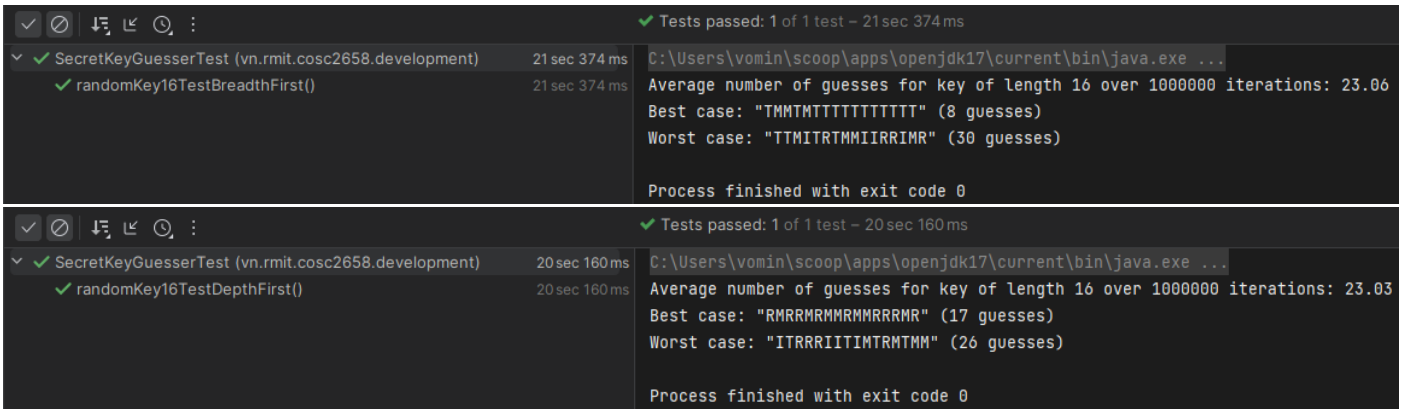 Tests passed: 1 of 1 test – 21 sec 374 ms
SecretKeyGuesserTest (vn.rmit.cosc2658.development) 21 sec 374 ms
randomKey16TestBreadthFirst() 21 sec 374 ms
C:\Users\vomin\scoop\apps\openjdk17\current\bin\java.exe ...
Average number of guesses for key of length 16 over 1000000 iterations: 23.06
Best case: "TMMTMTTTTTTTTTTT" (8 guesses)
Worst case: "TTMITRTMMIIRRIMR" (30 guesses)
Process finished with exit code 0
Tests passed: 1 of 1 test – 20 sec 160 ms
SecretKeyGuesserTest (vn.rmit.cosc2658.development) 20 sec 160 ms
randomKey16TestDepthFirst() 20 sec 160 ms
C:\Users\vomin\scoop\apps\openjdk17\current\bin\java.exe ...
Average number of guesses for key of length 16 over 1000000 iterations: 23.03
Best case: "RMRRMRMMRMMRRRMR" (17 guesses)
Worst case: "ITRRRIITIMTRMTMM" (26 guesses)
Process finished with exit code 0